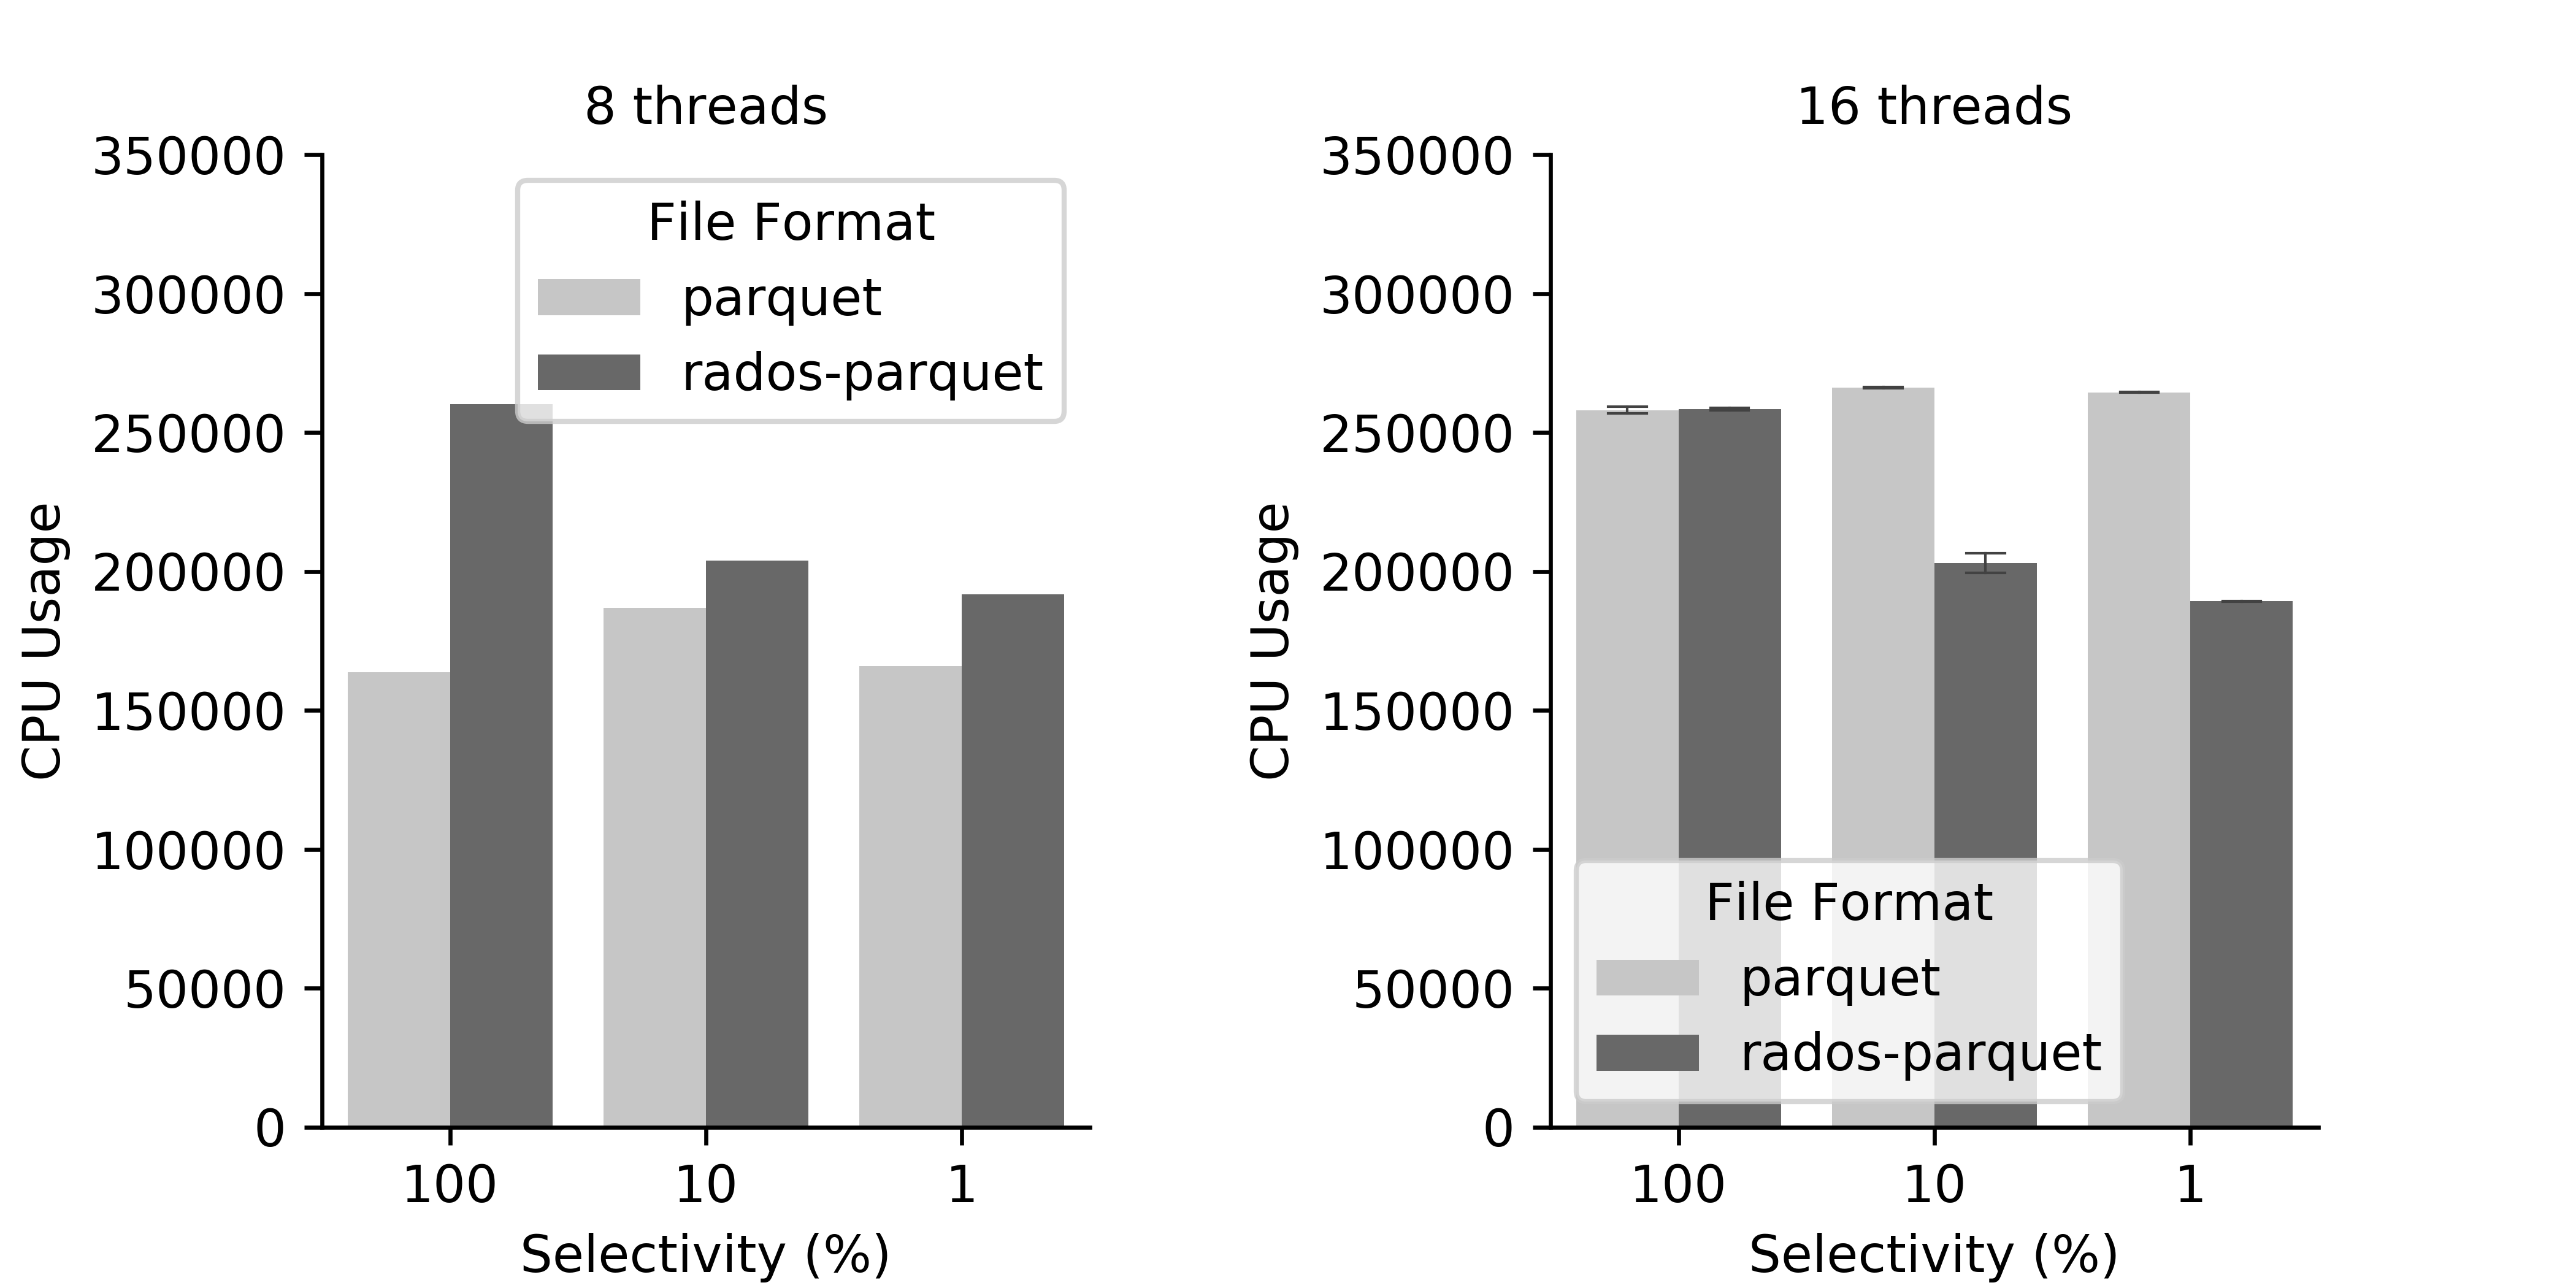 8 threads
350000
300000
250000
200000
150000
100000
50000
0
CPU Usage
File Format
parquet
rados-parquet
100
10
1
Selectivity (%)
16 threads
350000
300000
250000
200000
150000
100000
50000
0
CPU Usage
File Format
parquet
rados-parquet
100
10
1
Selectivity (%)